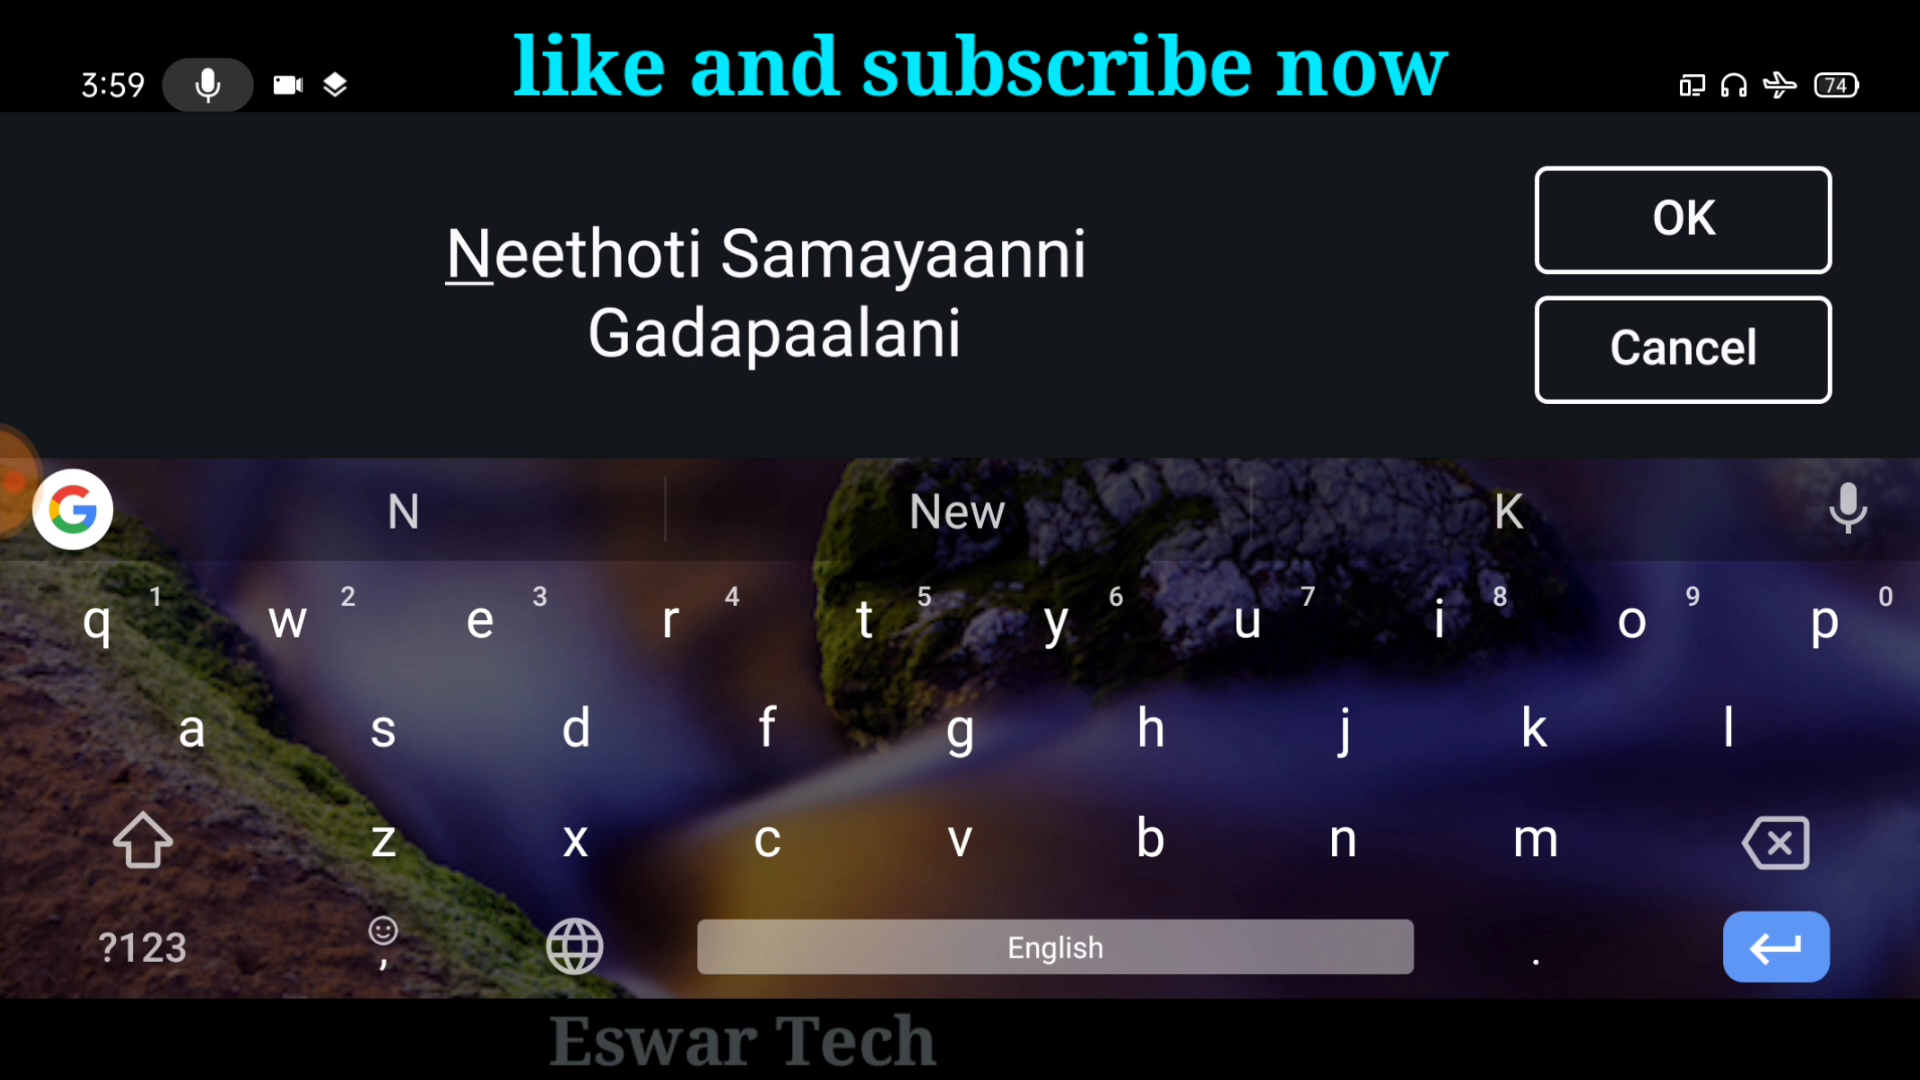 like and subscribe now
3:59
74
OK
Neethoti Samayaanni
Gadapaalani
Cancel
G N New K
1 2 3 4 5 6 7 8 9 0
q w e r t y u i o p
a s d f g h j k l
z x c v b n m
?123 , English .
Eswar Tech